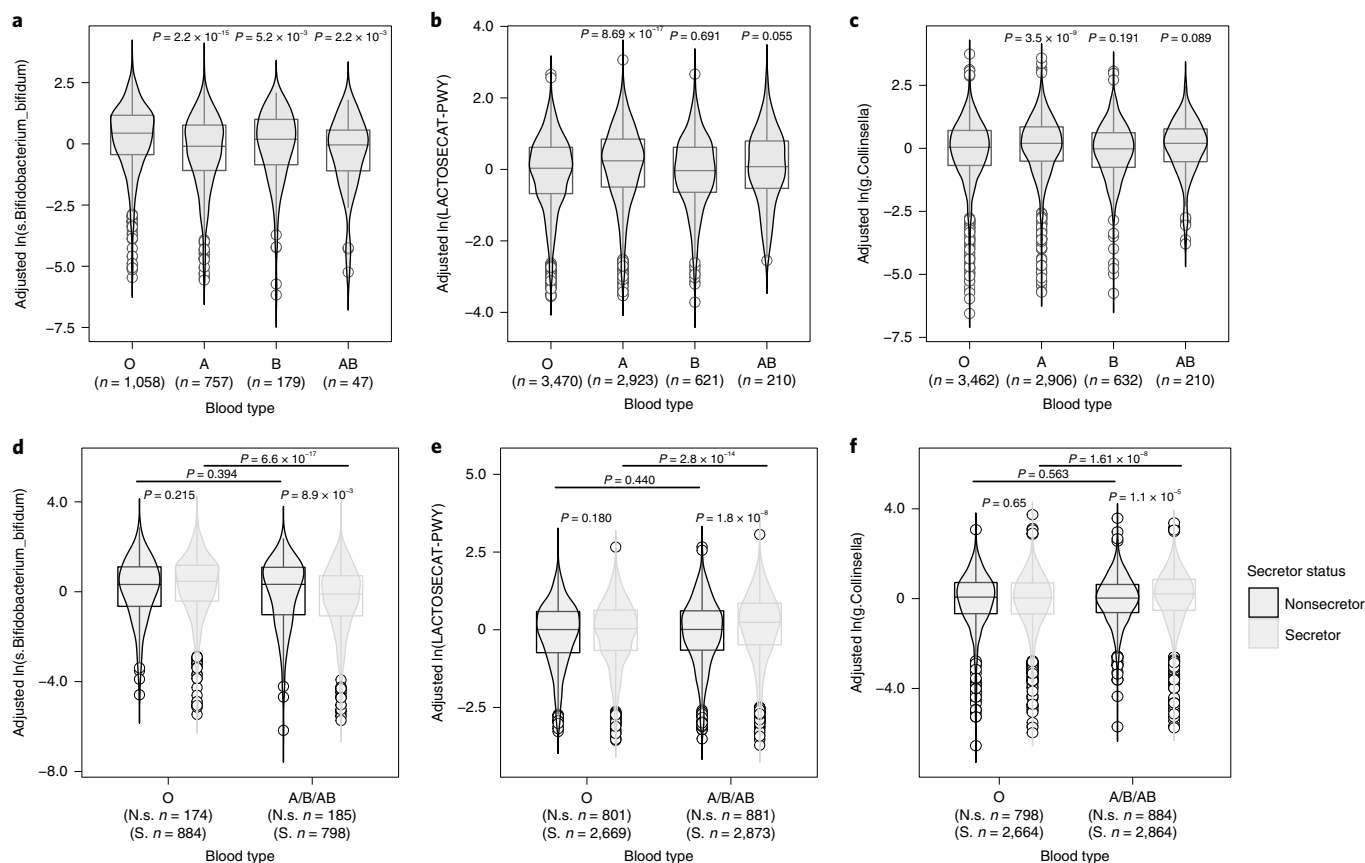 a
P = 2.2 × 10⁻¹⁵ P = 5.2 × 10⁻³ P = 2.2 × 10⁻³
2.5
0
−2.5
−5.0
−7.5
Adjusted ln(s.Bifidobacterium_bifidum)
O A B AB
(n = 1,058) (n = 757) (n = 179) (n = 47)
Blood type
b
P = 8.69 × 10⁻¹⁷ P = 0.691 P = 0.055
4.0
2.0
0
−2.0
−4.0
Adjusted ln(LACTOSECAT-PWY)
O A B AB
(n = 3,470) (n = 2,923) (n = 621) (n = 210)
Blood type
c
P = 3.5 × 10⁻⁹ P = 0.191 P = 0.089
2.5
0
−2.5
−5.0
−7.5
Adjusted ln(g.Collinsella)
O A B AB
(n = 3,462) (n = 2,906) (n = 632) (n = 210)
Blood type
d
P = 6.6 × 10⁻¹⁷
P = 0.394
P = 0.215 P = 8.9 × 10⁻³
4.0
0
−4.0
−8.0
Adjusted ln(s.Bifidobacterium_bifidum)
O A/B/AB
(N.s. n = 174) (N.s. n = 185)
(S. n = 884) (S. n = 798)
Blood type
e
P = 2.8 × 10⁻¹⁴
P = 0.440
P = 0.180 P = 1.8 × 10⁻⁸
5.0
2.5
0
−2.5
Adjusted ln(LACTOSECAT-PWY)
O A/B/AB
(N.s. n = 801) (N.s. n = 881)
(S. n = 2,669) (S. n = 2,873)
Blood type
f
P = 1.61 × 10⁻⁸
P = 0.563
P = 0.65 P = 1.1 × 10⁻⁵
4.0
0
−4.0
Adjusted ln(g.Collinsella)
O A/B/AB
(N.s. n = 798) (N.s. n = 884)
(S. n = 2,664) (S. n = 2,864)
Blood type
Secretor status
Nonsecretor
Secretor